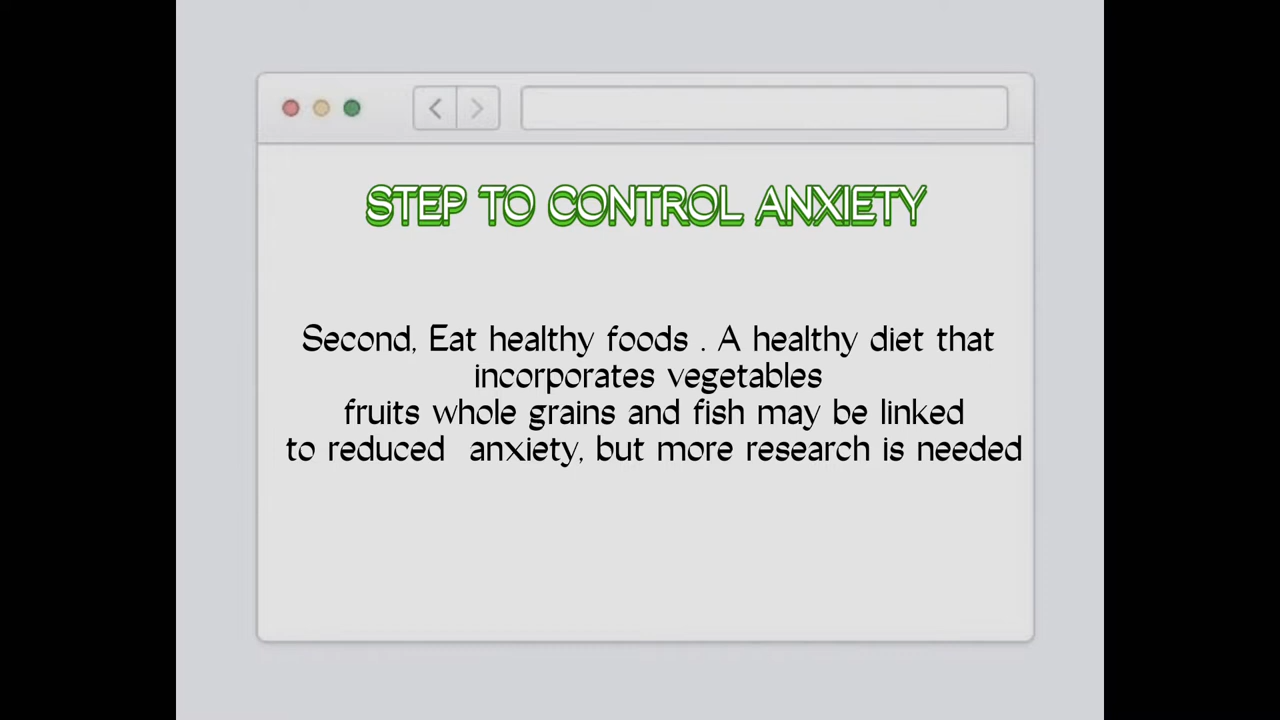 STEP TO CONTROL ANXIETY
Second, Eat healthy foods . A healthy diet that
incorporates vegetables
fruits whole grains and fish may be linked
to reduced anxiety, but more research is needed